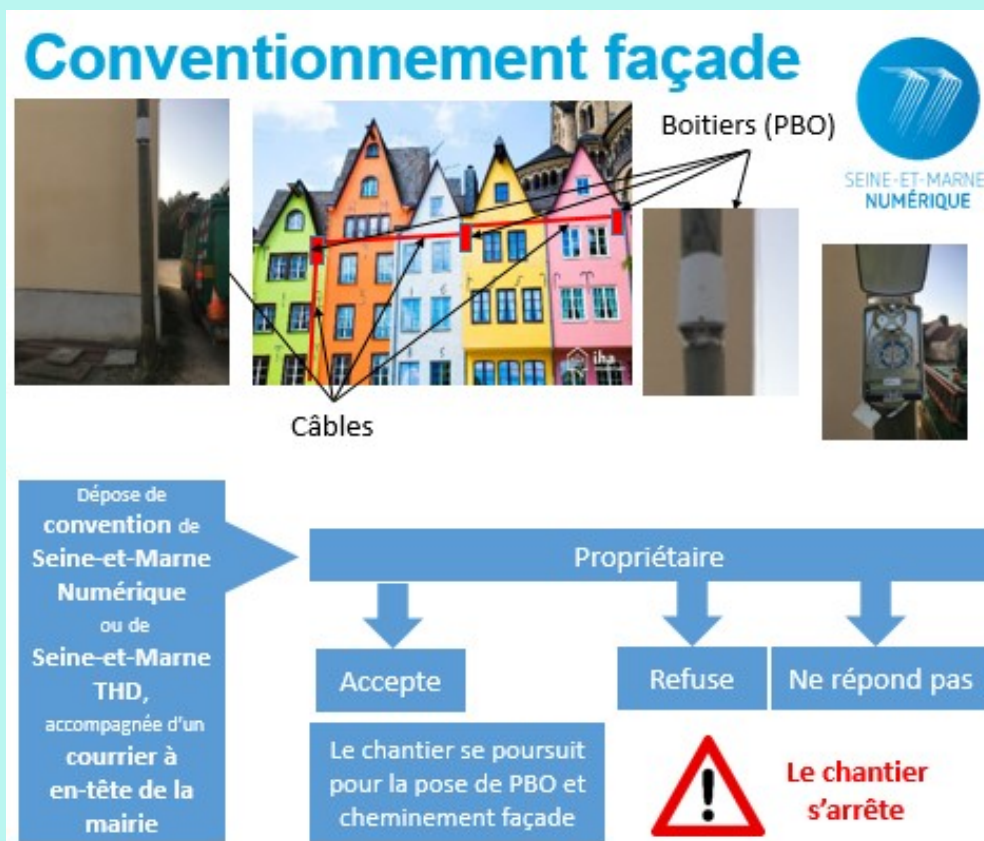 Conventionnement façade
Boitiers (PBO)
SEINE-ET-MARNE
NUMÉRIQUE
iha
Câbles
Dépose de
convention de
Seine-et-Marne
Numérique
ou de
Seine-et-Marne
THD,
accompagnée d'un
courrier à
en-tête de la
mairie
Propriétaire
Accepte
Refuse
Ne répond pas
Le chantier se poursuit
pour la pose de PBO et
cheminement façade
Le chantier
s'arrête